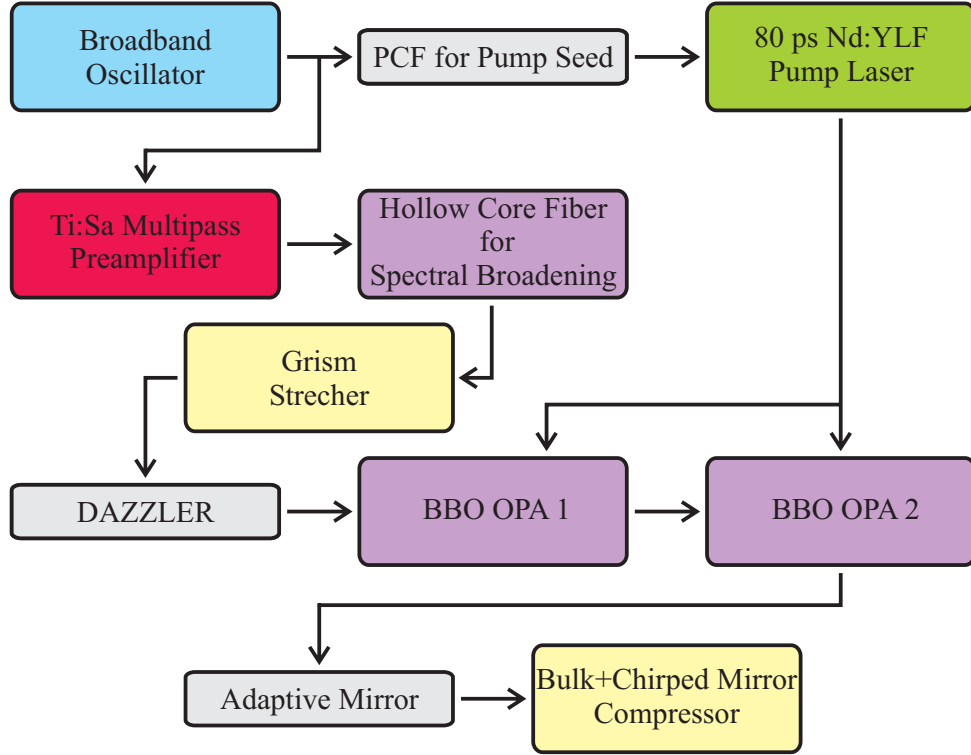 Broadband
Oscillator
PCF for Pump Seed
80 ps Nd:YLF
Pump Laser
Ti:Sa Multipass
Preamplifier
Hollow Core Fiber
for
Spectral Broadening
Grism
Strecher
DAZZLER
BBO OPA 1
BBO OPA 2
Adaptive Mirror
Bulk+Chirped Mirror
Compressor